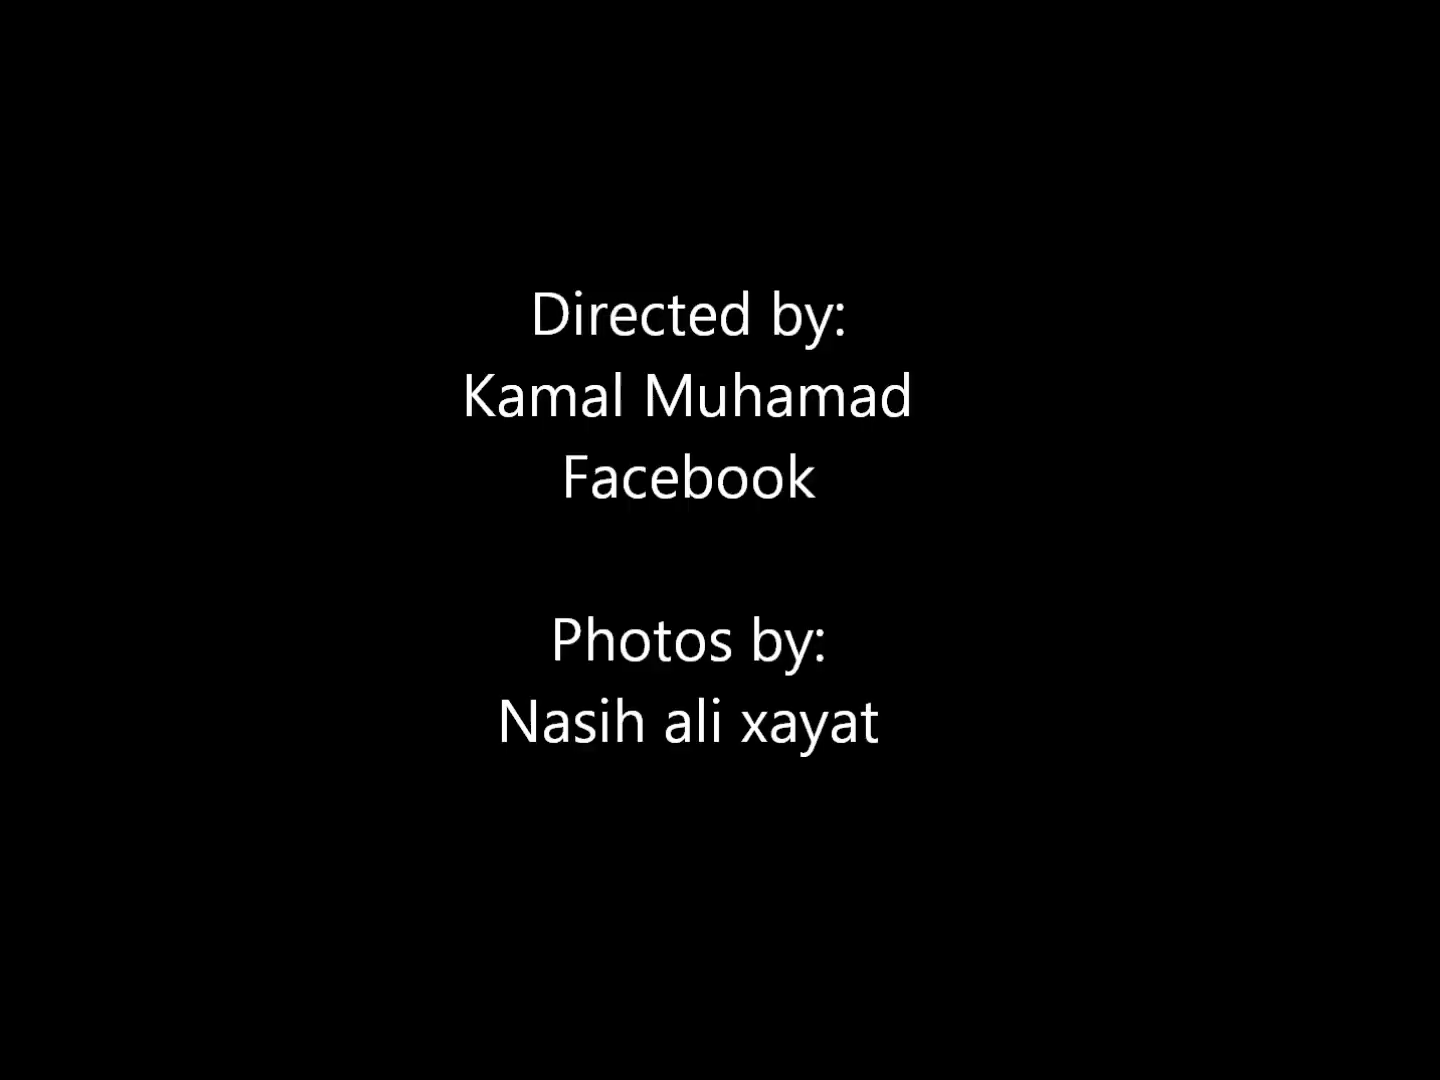 Directed by:
Kamal Muhamad
Facebook
Photos by:
Nasih ali xayat